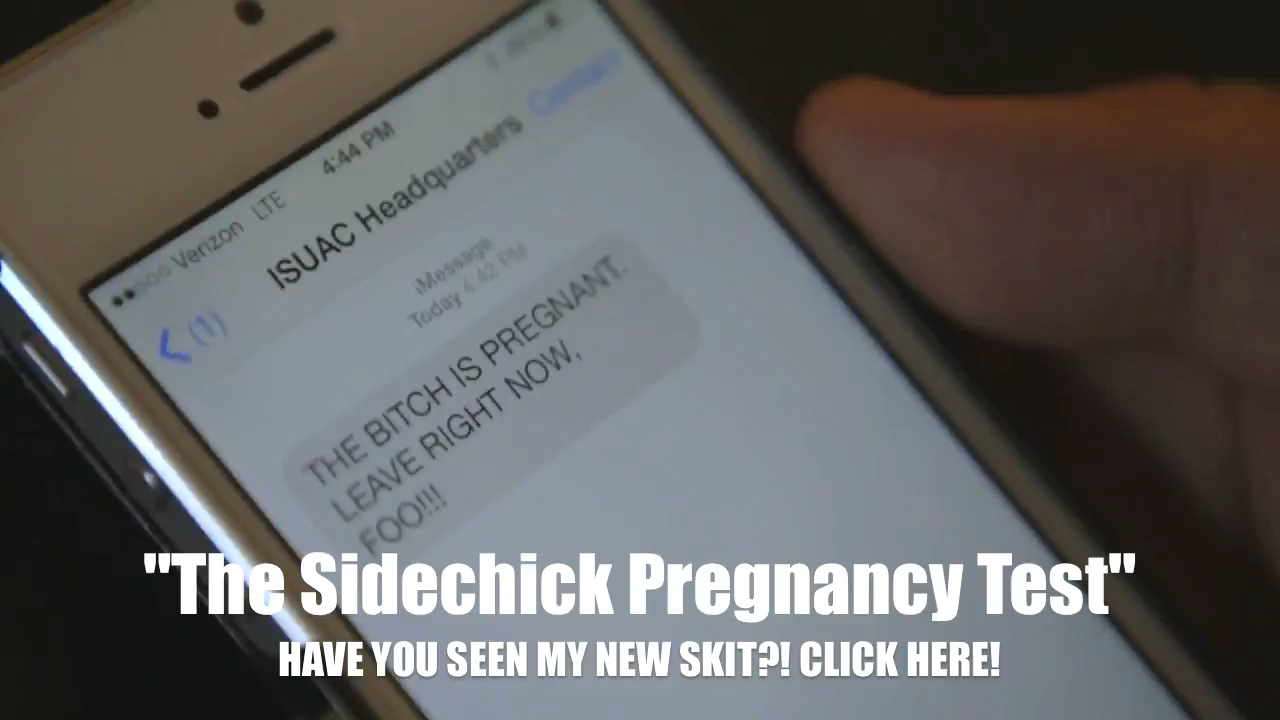 Verizon LTE 4:44 PM
(1) ISUAC Headquarters Contact
iMessage
Today 4:42 PM
THE BITCH IS PREGNANT.
LEAVE RIGHT NOW,
FOO!!!
"The Sidechick Pregnancy Test"
HAVE YOU SEEN MY NEW SKIT?! CLICK HERE!